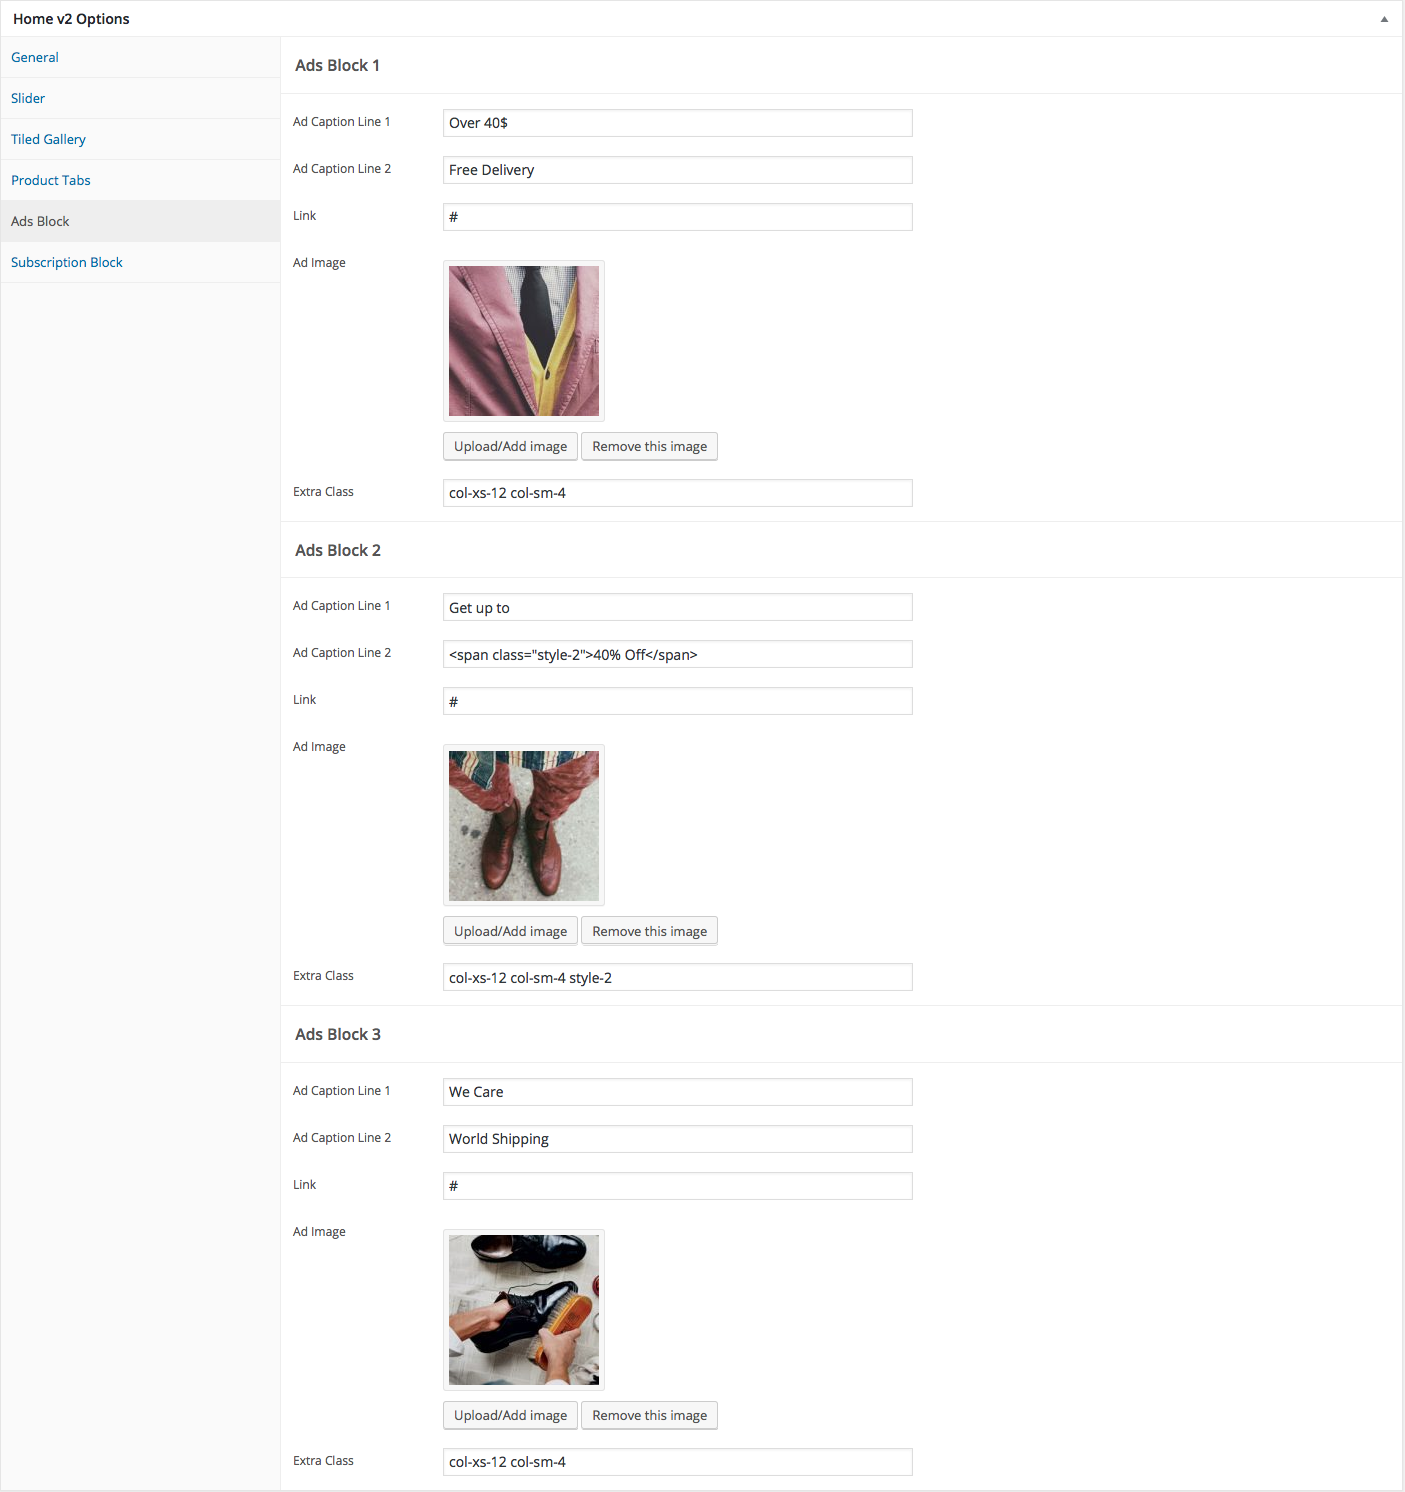 Home v2 Options
General
Slider
Tiled Gallery
Product Tabs
Ads Block
Subscription Block
Ads Block 1
Ad Caption Line 1
Over 40$
Ad Caption Line 2
Free Delivery
Link
#
Ad Image
Upload/Add image
Remove this image
Extra Class
col-xs-12 col-sm-4
Ads Block 2
Ad Caption Line 1
Get up to
Ad Caption Line 2
<span class="style-2">40% Off</span>
Link
#
Ad Image
Upload/Add image
Remove this image
Extra Class
col-xs-12 col-sm-4 style-2
Ads Block 3
Ad Caption Line 1
We Care
Ad Caption Line 2
World Shipping
Link
#
Ad Image
Upload/Add image
Remove this image
Extra Class
col-xs-12 col-sm-4